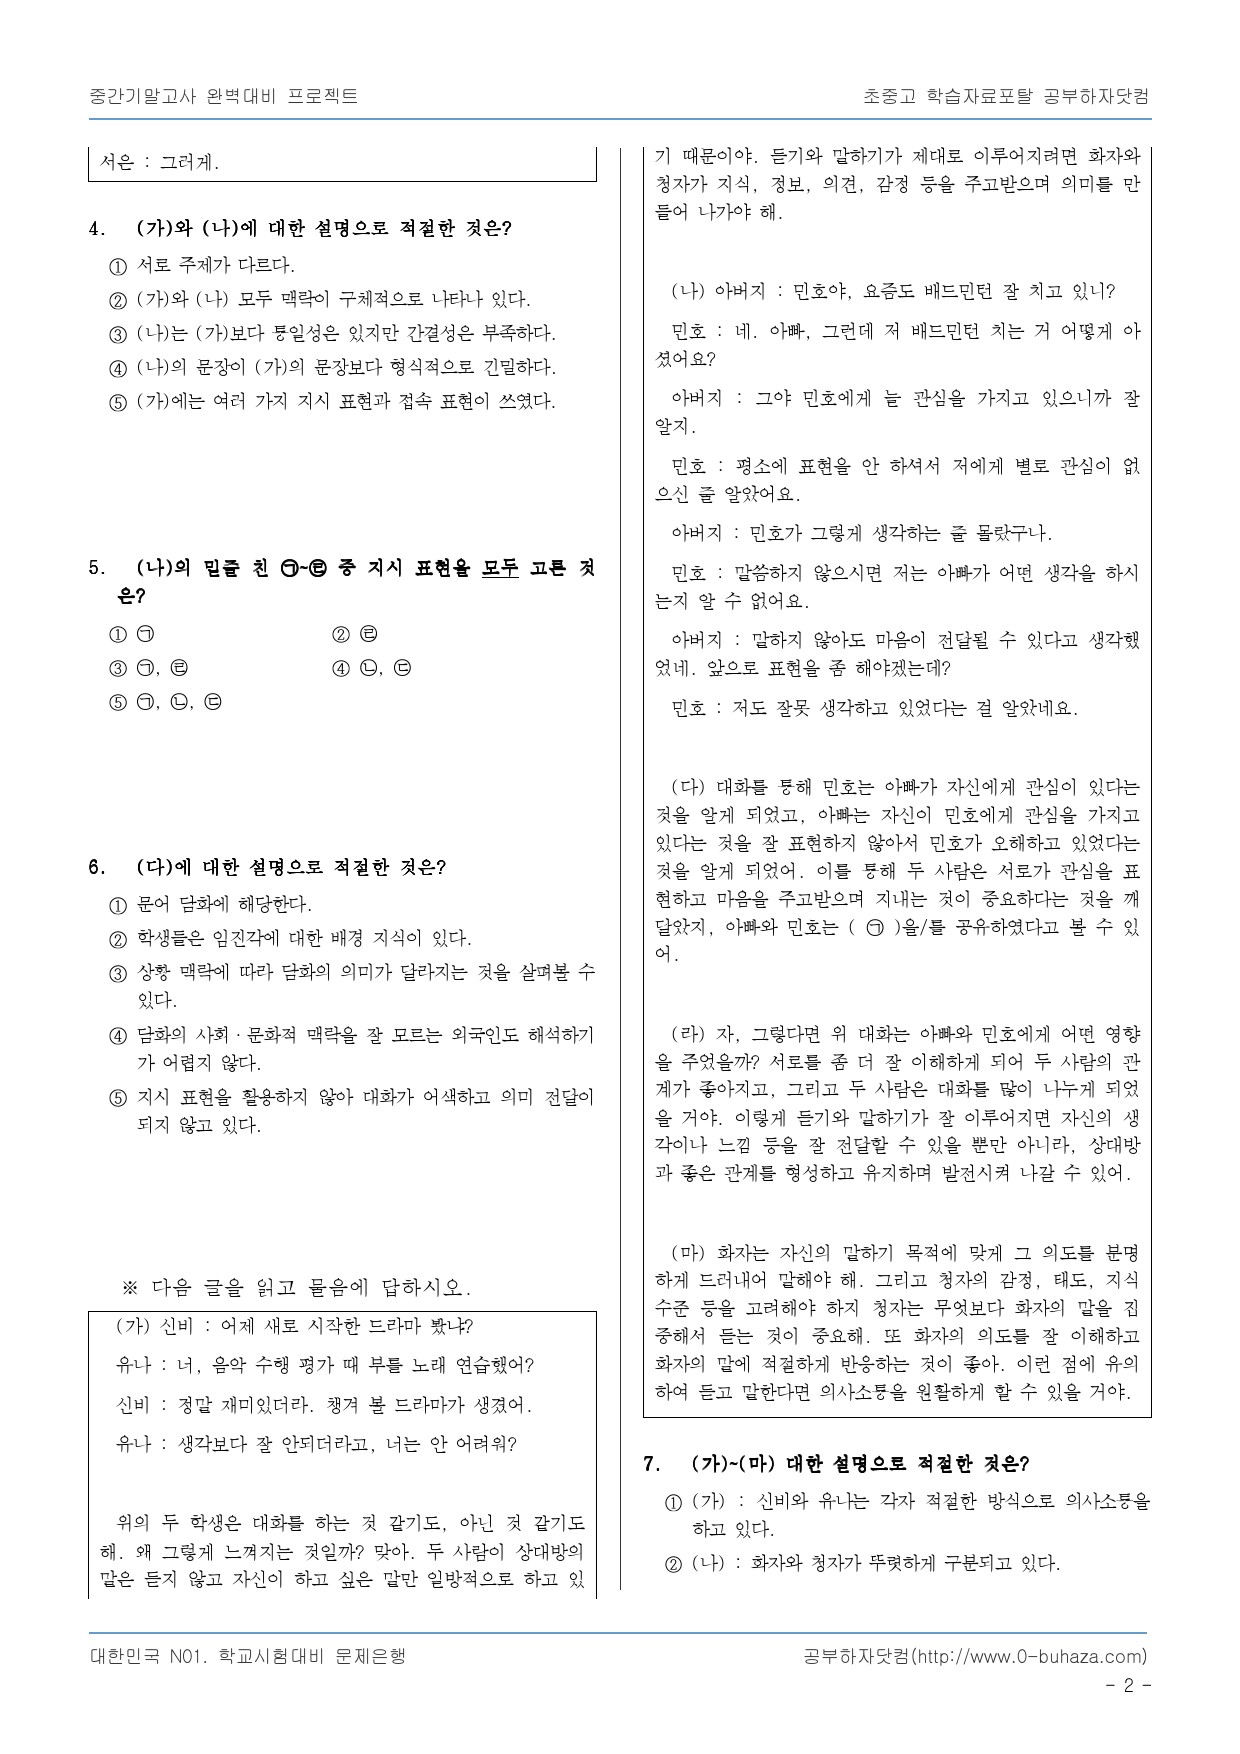 중간기말고사 완벽대비 프로젝트
초중고 학습자료포탈 공부하자닷컴
서은 : 그러게.
4. (가)와 (나)에 대한 설명으로 적절한 것은?
① 서로 주제가 다르다.
② (가)와 (나) 모두 맥락이 구체적으로 나타나 있다.
③ (나)는 (가)보다 통일성은 있지만 간결성은 부족하다.
④ (나)의 문장이 (가)의 문장보다 형식적으로 긴밀하다.
⑤ (가)에는 여러 가지 지시 표현과 접속 표현이 쓰였다.
5. (나)의 밑줄 친 ㉠~㉣ 중 지시 표현을 모두 고른 것
은?
① ㉠ ② ㉣
③ ㉠, ㉣ ④ ㉡, ㉢
⑤ ㉠, ㉡, ㉢
6. (다)에 대한 설명으로 적절한 것은?
① 문어 담화에 해당한다.
② 학생들은 임진각에 대한 배경 지식이 있다.
③ 상황 맥락에 따라 담화의 의미가 달라지는 것을 살펴볼 수
있다.
④ 담화의 사회·문화적 맥락을 잘 모르는 외국인도 해석하기
가 어렵지 않다.
⑤ 지시 표현을 활용하지 않아 대화가 어색하고 의미 전달이
되지 않고 있다.
※ 다음 글을 읽고 물음에 답하시오.
(가) 신비 : 어제 새로 시작한 드라마 봤냐?
유나 : 너, 음악 수행 평가 때 부를 노래 연습했어?
신비 : 정말 재미있더라. 챙겨 볼 드라마가 생겼어.
유나 : 생각보다 잘 안되더라고, 너는 안 어려워?
위의 두 학생은 대화를 하는 것 같기도, 아닌 것 같기도
해. 왜 그렇게 느껴지는 것일까? 맞아. 두 사람이 상대방의
말은 듣지 않고 자신이 하고 싶은 말만 일방적으로 하고 있
기 때문이야. 듣기와 말하기가 제대로 이루어지려면 화자와
청자가 지식, 정보, 의견, 감정 등을 주고받으며 의미를 만
들어 나가야 해.
(나) 아버지 : 민호야, 요즘도 배드민턴 잘 치고 있니?
민호 : 네. 아빠, 그런데 저 배드민턴 치는 거 어떻게 아
셨어요?
아버지 : 그야 민호에게 늘 관심을 가지고 있으니까 잘
알지.
민호 : 평소에 표현을 안 하셔서 저에게 별로 관심이 없
으신 줄 알았어요.
아버지 : 민호가 그렇게 생각하는 줄 몰랐구나.
민호 : 말씀하지 않으시면 저는 아빠가 어떤 생각을 하시
는지 알 수 없어요.
아버지 : 말하지 않아도 마음이 전달될 수 있다고 생각했
었네. 앞으로 표현을 좀 해야겠는데?
민호 : 저도 잘못 생각하고 있었다는 걸 알았네요.
(다) 대화를 통해 민호는 아빠가 자신에게 관심이 있다는
것을 알게 되었고, 아빠는 자신이 민호에게 관심을 가지고
있다는 것을 잘 표현하지 않아서 민호가 오해하고 있었다는
것을 알게 되었어. 이를 통해 두 사람은 서로가 관심을 표
현하고 마음을 주고받으며 지내는 것이 중요하다는 것을 깨
달았지, 아빠와 민호는 ( ㉠ )을/를 공유하였다고 볼 수 있
어.
(라) 자, 그렇다면 위 대화는 아빠와 민호에게 어떤 영향
을 주었을까? 서로를 좀 더 잘 이해하게 되어 두 사람의 관
계가 좋아지고, 그리고 두 사람은 대화를 많이 나누게 되었
을 거야. 이렇게 듣기와 말하기가 잘 이루어지면 자신의 생
각이나 느낌 등을 잘 전달할 수 있을 뿐만 아니라, 상대방
과 좋은 관계를 형성하고 유지하며 발전시켜 나갈 수 있어.
(마) 화자는 자신의 말하기 목적에 맞게 그 의도를 분명
하게 드러내어 말해야 해. 그리고 청자의 감정, 태도, 지식
수준 등을 고려해야 하지 청자는 무엇보다 화자의 말을 집
중해서 듣는 것이 중요해. 또 화자의 의도를 잘 이해하고
화자의 말에 적절하게 반응하는 것이 좋아. 이런 점에 유의
하여 듣고 말한다면 의사소통을 원활하게 할 수 있을 거야.
7. (가)~(마) 대한 설명으로 적절한 것은?
① (가) : 신비와 유나는 각자 적절한 방식으로 의사소통을
하고 있다.
② (나) : 화자와 청자가 뚜렷하게 구분되고 있다.
대한민국 N01. 학교시험대비 문제은행
공부하자닷컴(http://www.0-buhaza.com)
- 2 -